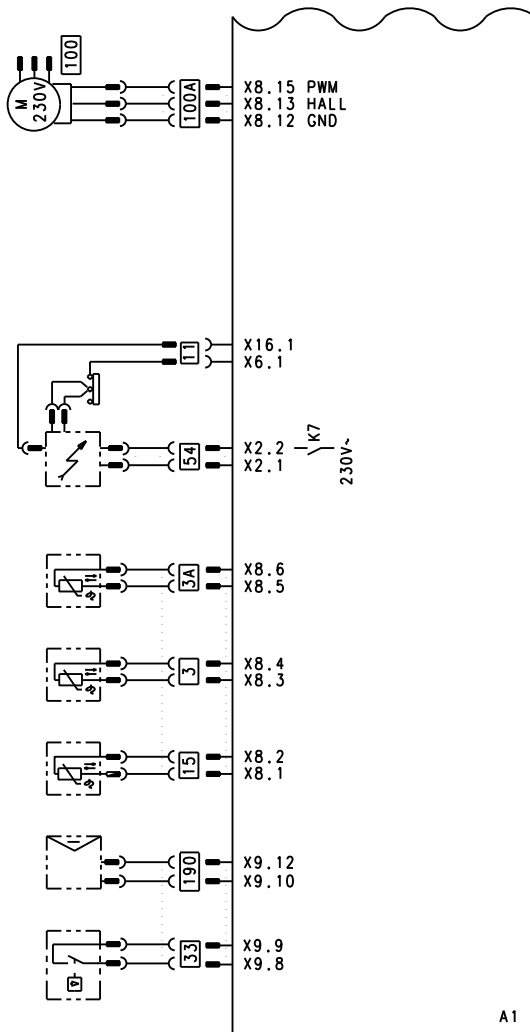 100
M
230V
100A
X8.15 PWM
X8.13 HALL
X8.12 GND
11
X16.1
X6.1
54
X2.2
X2.1
K7
230V~
3A
X8.6
X8.5
3
X8.4
X8.3
15
X8.2
X8.1
190
X9.12
X9.10
33
X9.9
X9.8
A1